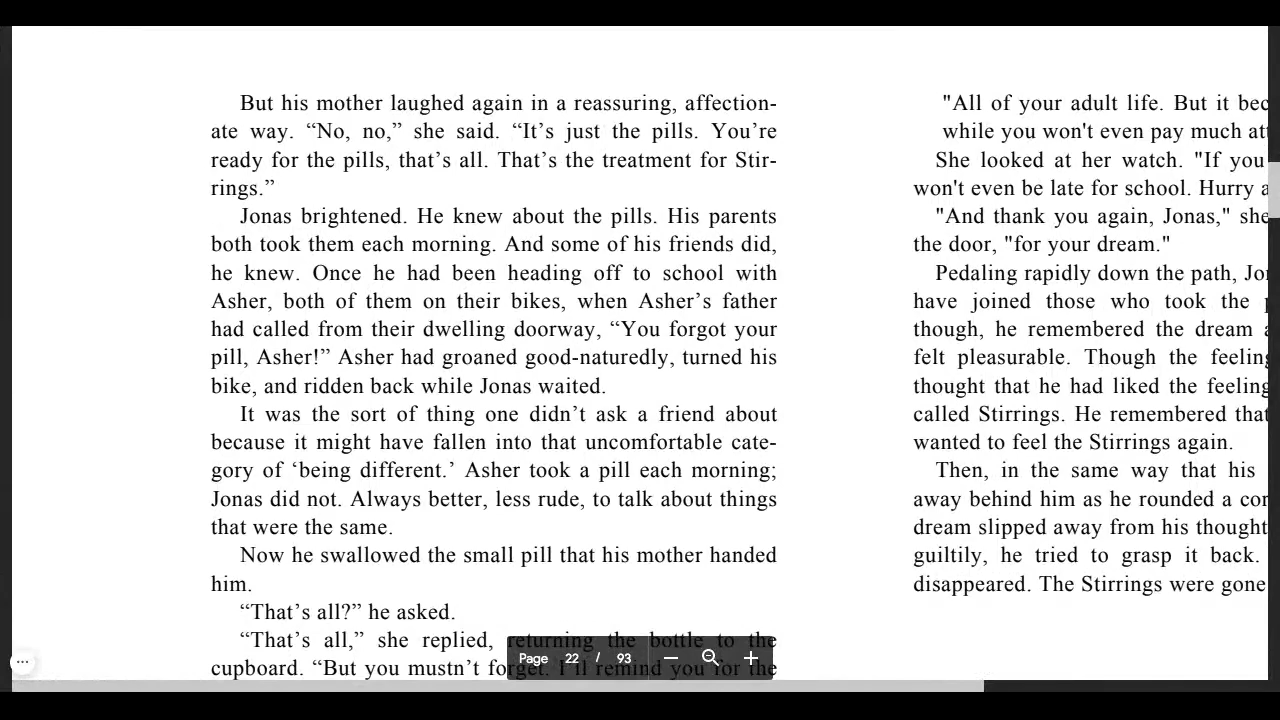 But his mother laughed again in a reassuring, affection-
ate way. “No, no,” she said. “It’s just the pills. You’re
ready for the pills, that’s all. That’s the treatment for Stir-
rings.”
Jonas brightened. He knew about the pills. His parents
both took them each morning. And some of his friends did,
he knew. Once he had been heading off to school with
Asher, both of them on their bikes, when Asher’s father
had called from their dwelling doorway, “You forgot your
pill, Asher!” Asher had groaned good-naturedly, turned his
bike, and ridden back while Jonas waited.
It was the sort of thing one didn’t ask a friend about
because it might have fallen into that uncomfortable cate-
gory of ‘being different.’ Asher took a pill each morning;
Jonas did not. Always better, less rude, to talk about things
that were the same.
Now he swallowed the small pill that his mother handed
him.
“That’s all?” he asked.
“That’s all,” she replied, returning the bottle to the
cupboard. “But you mustn’t forget. I’ll remind you for the
"All of your adult life. But it bec
while you won't even pay much att
She looked at her watch. "If you
won't even be late for school. Hurry a
"And thank you again, Jonas," she
the door, "for your dream."
Pedaling rapidly down the path, Jon
have joined those who took the p
though, he remembered the dream a
felt pleasurable. Though the feeling
thought that he had liked the feeling
called Stirrings. He remembered that
wanted to feel the Stirrings again.
Then, in the same way that his
away behind him as he rounded a cor
dream slipped away from his thought
guiltily, he tried to grasp it back.
disappeared. The Stirrings were gone
Page 22 / 93